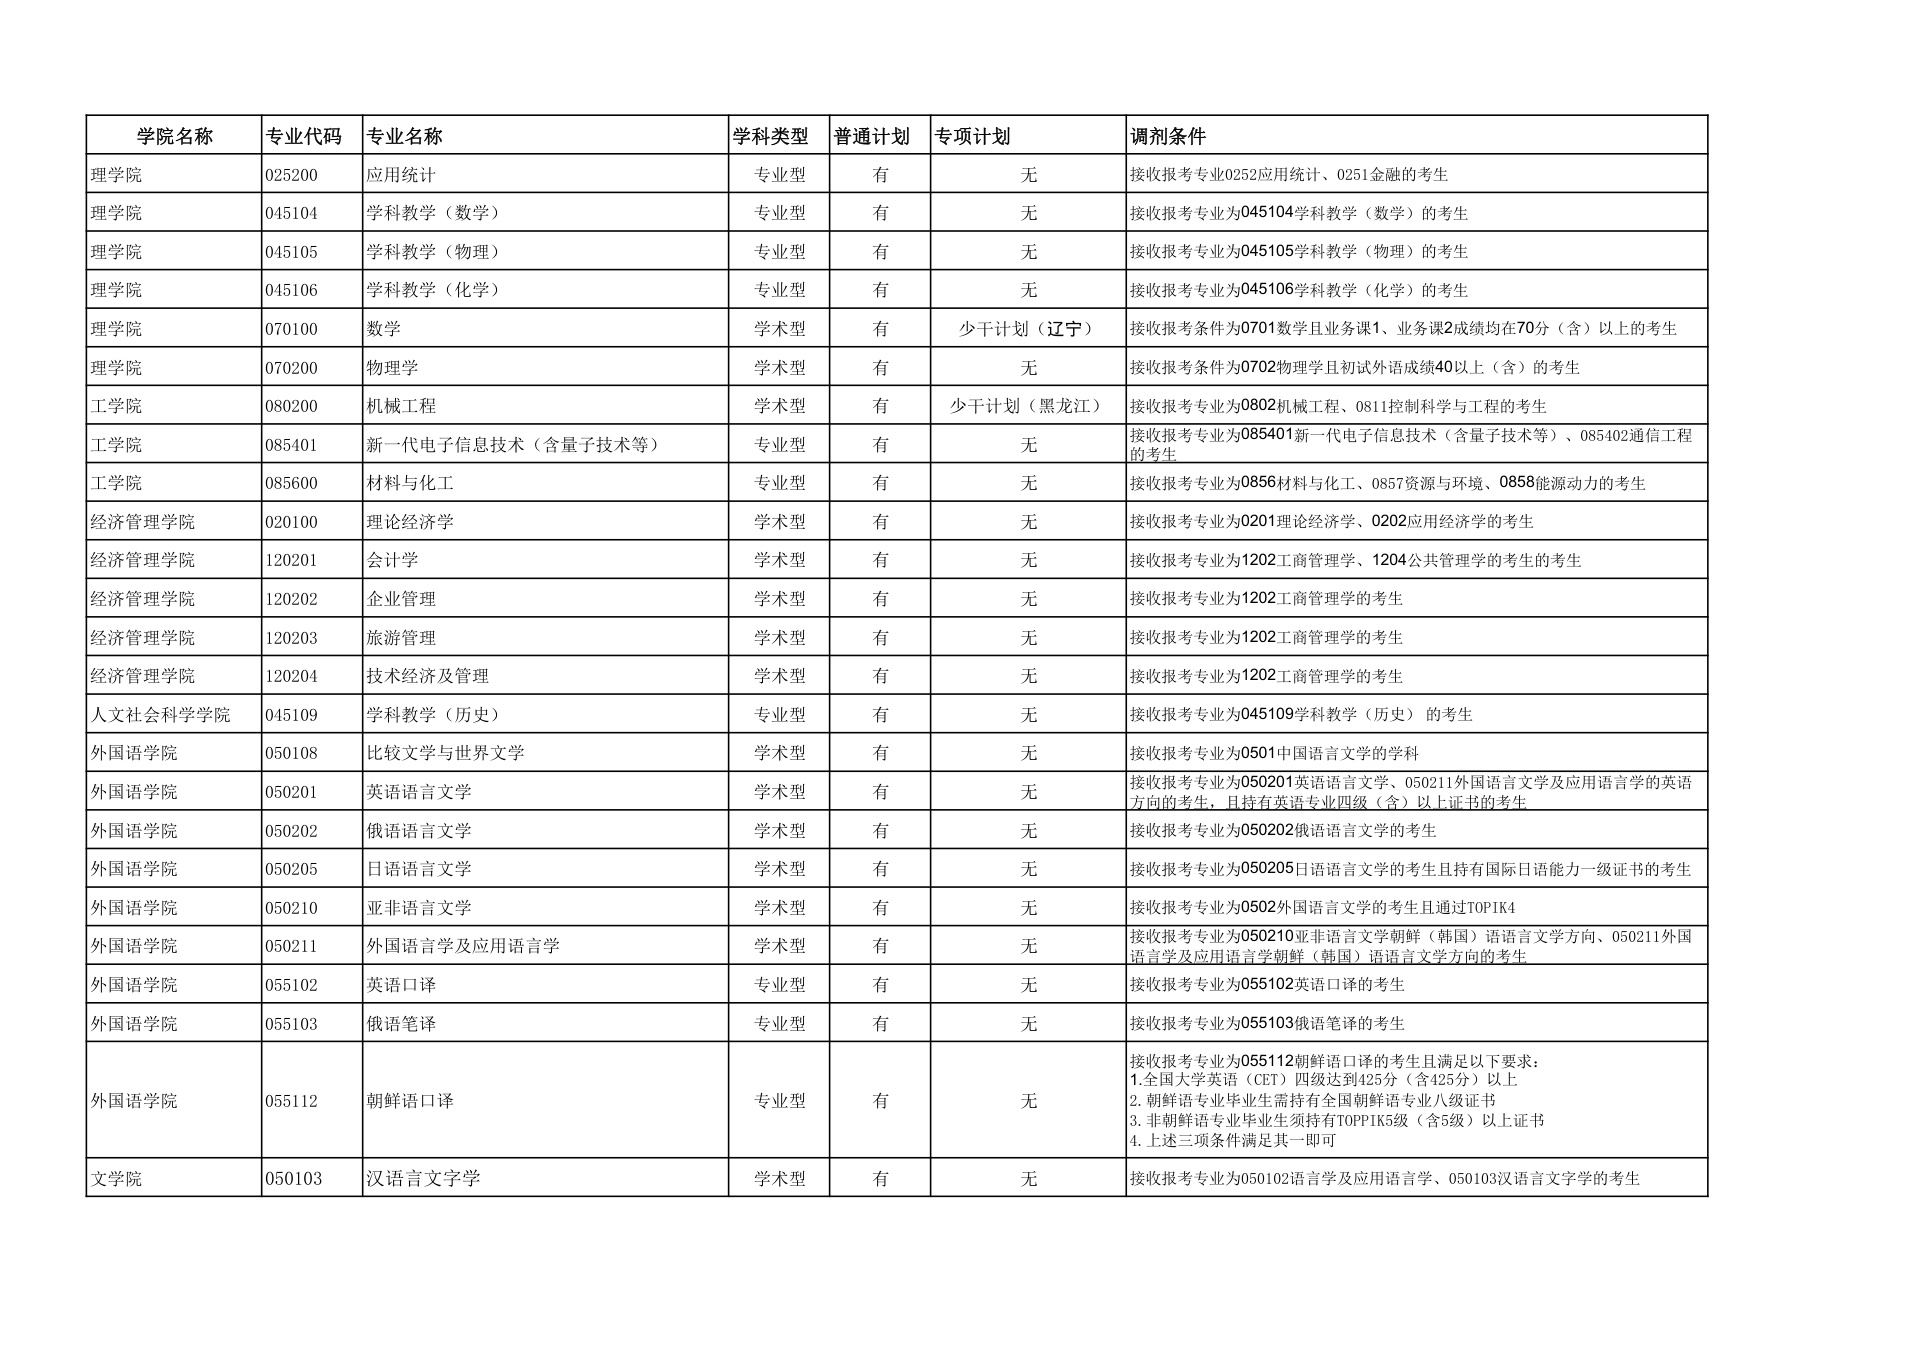 学院名称 专业代码 专业名称 学科类型 普通计划 专项计划 调剂条件
理学院 025200 应用统计 专业型 有 无 接收报考专业0252应用统计、0251金融的考生
理学院 045104 学科教学（数学） 专业型 有 无 接收报考专业为045104学科教学（数学）的考生
理学院 045105 学科教学（物理） 专业型 有 无 接收报考专业为045105学科教学（物理）的考生
理学院 045106 学科教学（化学） 专业型 有 无 接收报考专业为045106学科教学（化学）的考生
理学院 070100 数学 学术型 有 少干计划（辽宁） 接收报考条件为0701数学且业务课1、业务课2成绩均在70分（含）以上的考生
理学院 070200 物理学 学术型 有 无 接收报考条件为0702物理学且初试外语成绩40以上（含）的考生
工学院 080200 机械工程 学术型 有 少干计划（黑龙江） 接收报考专业为0802机械工程、0811控制科学与工程的考生
工学院 085401 新一代电子信息技术（含量子技术等） 专业型 有 无 接收报考专业为085401新一代电子信息技术（含量子技术等）、085402通信工程
的考生
工学院 085600 材料与化工 专业型 有 无 接收报考专业为0856材料与化工、0857资源与环境、0858能源动力的考生
经济管理学院 020100 理论经济学 学术型 有 无 接收报考专业为0201理论经济学、0202应用经济学的考生
经济管理学院 120201 会计学 学术型 有 无 接收报考专业为1202工商管理学、1204公共管理学的考生的考生
经济管理学院 120202 企业管理 学术型 有 无 接收报考专业为1202工商管理学的考生
经济管理学院 120203 旅游管理 学术型 有 无 接收报考专业为1202工商管理学的考生
经济管理学院 120204 技术经济及管理 学术型 有 无 接收报考专业为1202工商管理学的考生
人文社会科学学院 045109 学科教学（历史） 专业型 有 无 接收报考专业为045109学科教学（历史） 的考生
外国语学院 050108 比较文学与世界文学 学术型 有 无 接收报考专业为0501中国语言文学的学科
外国语学院 050201 英语语言文学 学术型 有 无 接收报考专业为050201英语语言文学、050211外国语言文学及应用语言学的英语
方向的考生，且持有英语专业四级（含）以上证书的考生
外国语学院 050202 俄语语言文学 学术型 有 无 接收报考专业为050202俄语语言文学的考生
外国语学院 050205 日语语言文学 学术型 有 无 接收报考专业为050205日语语言文学的考生且持有国际日语能力一级证书的考生
外国语学院 050210 亚非语言文学 学术型 有 无 接收报考专业为0502外国语言文学的考生且通过TOPIK4
外国语学院 050211 外国语言学及应用语言学 学术型 有 无 接收报考专业为050210亚非语言文学朝鲜（韩国）语语言文学方向、050211外国
语言学及应用语言学朝鲜（韩国）语语言文学方向的考生
外国语学院 055102 英语口译 专业型 有 无 接收报考专业为055102英语口译的考生
外国语学院 055103 俄语笔译 专业型 有 无 接收报考专业为055103俄语笔译的考生
外国语学院 055112 朝鲜语口译 专业型 有 无 接收报考专业为055112朝鲜语口译的考生且满足以下要求：
1.全国大学英语（CET）四级达到425分（含425分）以上
2.朝鲜语专业毕业生需持有全国朝鲜语专业八级证书
3.非朝鲜语专业毕业生须持有TOPPIK5级（含5级）以上证书
4.上述三项条件满足其一即可
文学院 050103 汉语言文字学 学术型 有 无 接收报考专业为050102语言学及应用语言学、050103汉语言文字学的考生